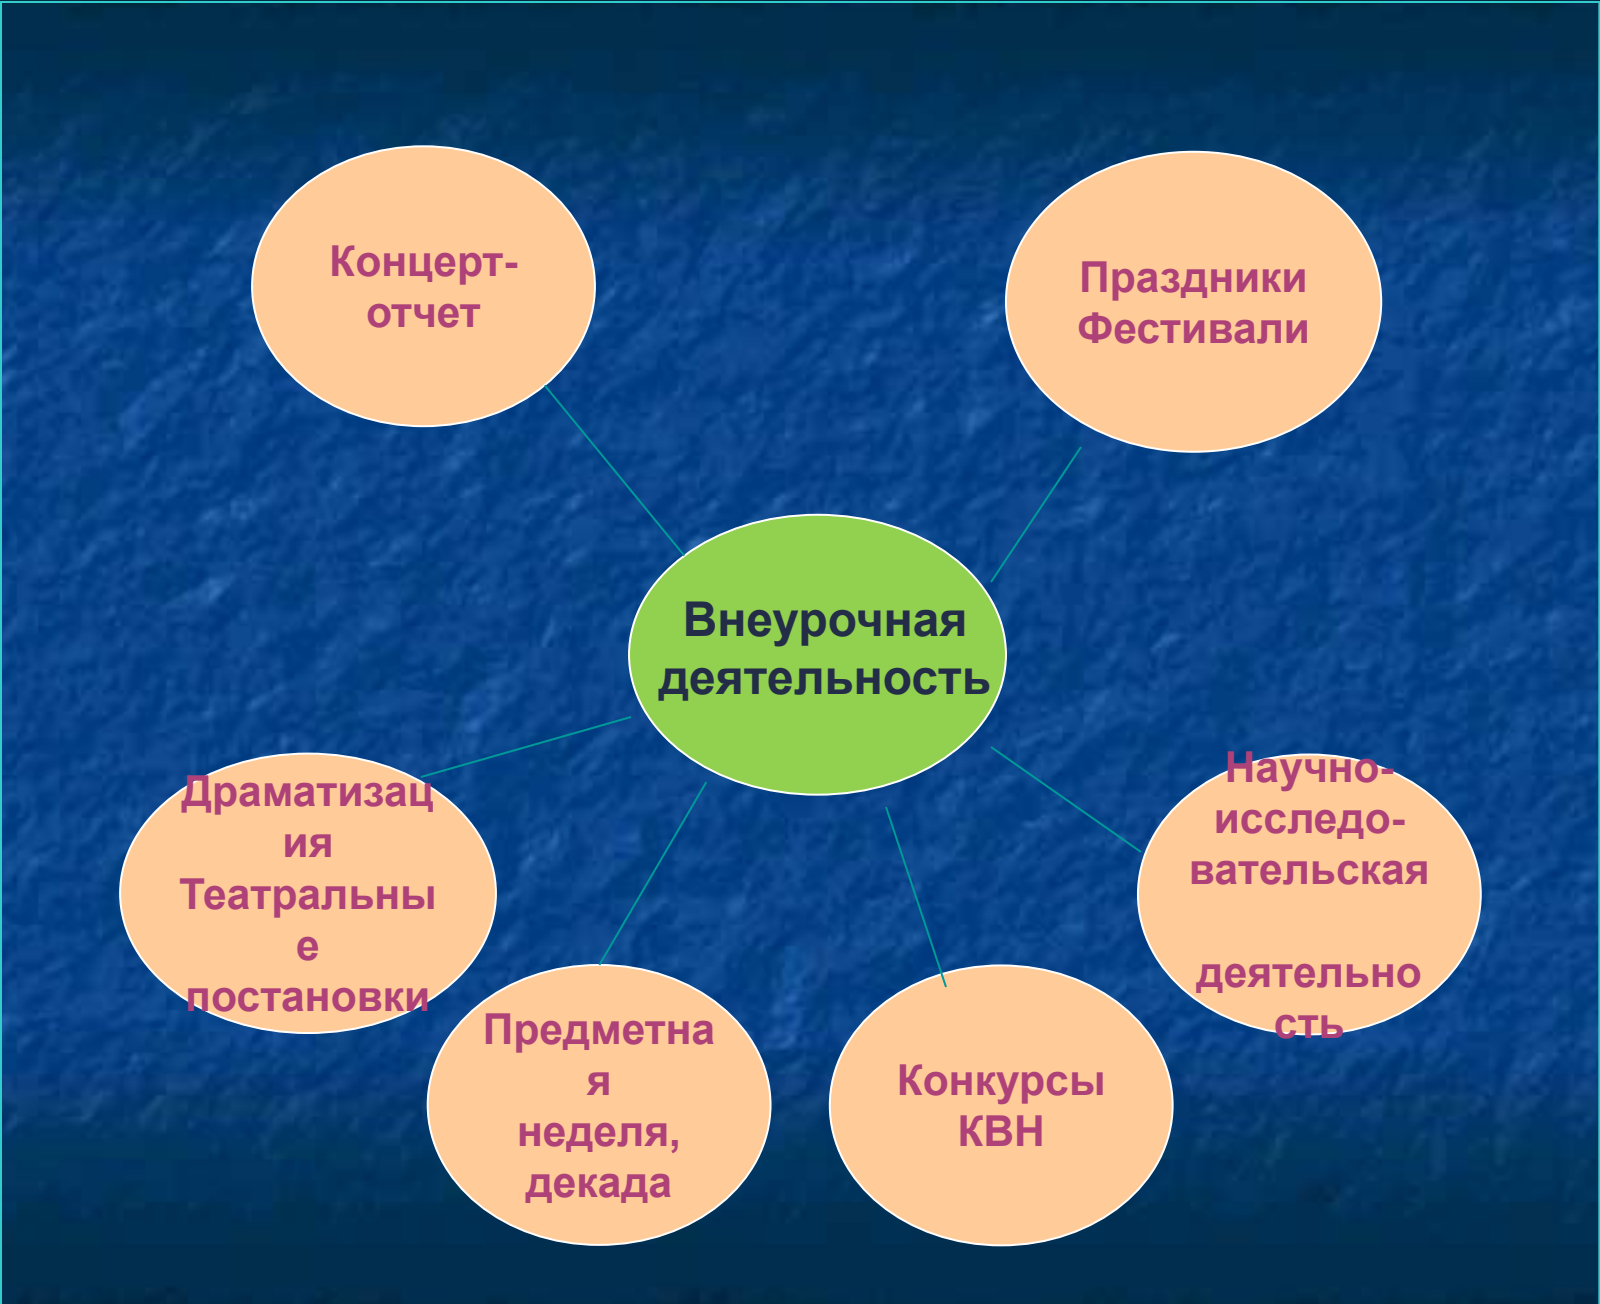 Концерт-
отчет
Праздники
Фестивали
Внеурочная
деятельность
Драматизац
ия
Театральны
е
постановки
Научно-
исследо-
вательская
деятельно
сть
Предметна
я
неделя,
декада
Конкурсы
КВН